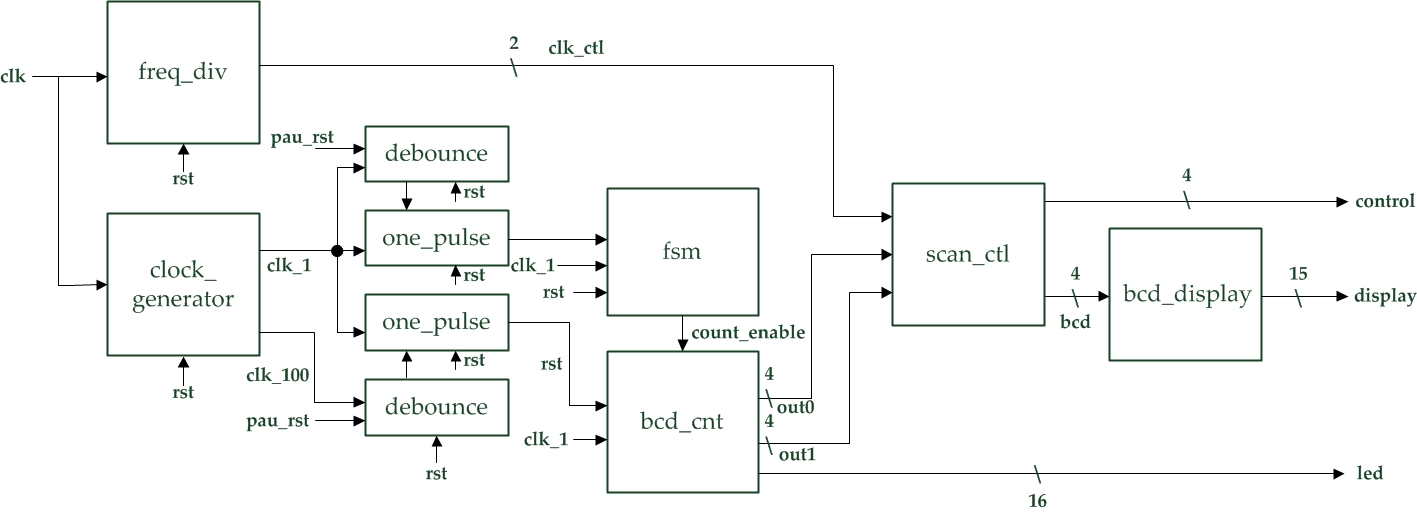 2
clk_ctl
clk
freq_div
pau_rst
debounce
rst
rst
4
control
one_pulse
fsm
clk_1
clock_
generator
clk_1
rst
rst
scan_ctl
4
bcd
bcd_display
15
display
one_pulse
rst
count_enable
rst
clk_100
rst
4
out0
debounce
pau_rst
bcd_cnt
4
out1
clk_1
rst
led
16